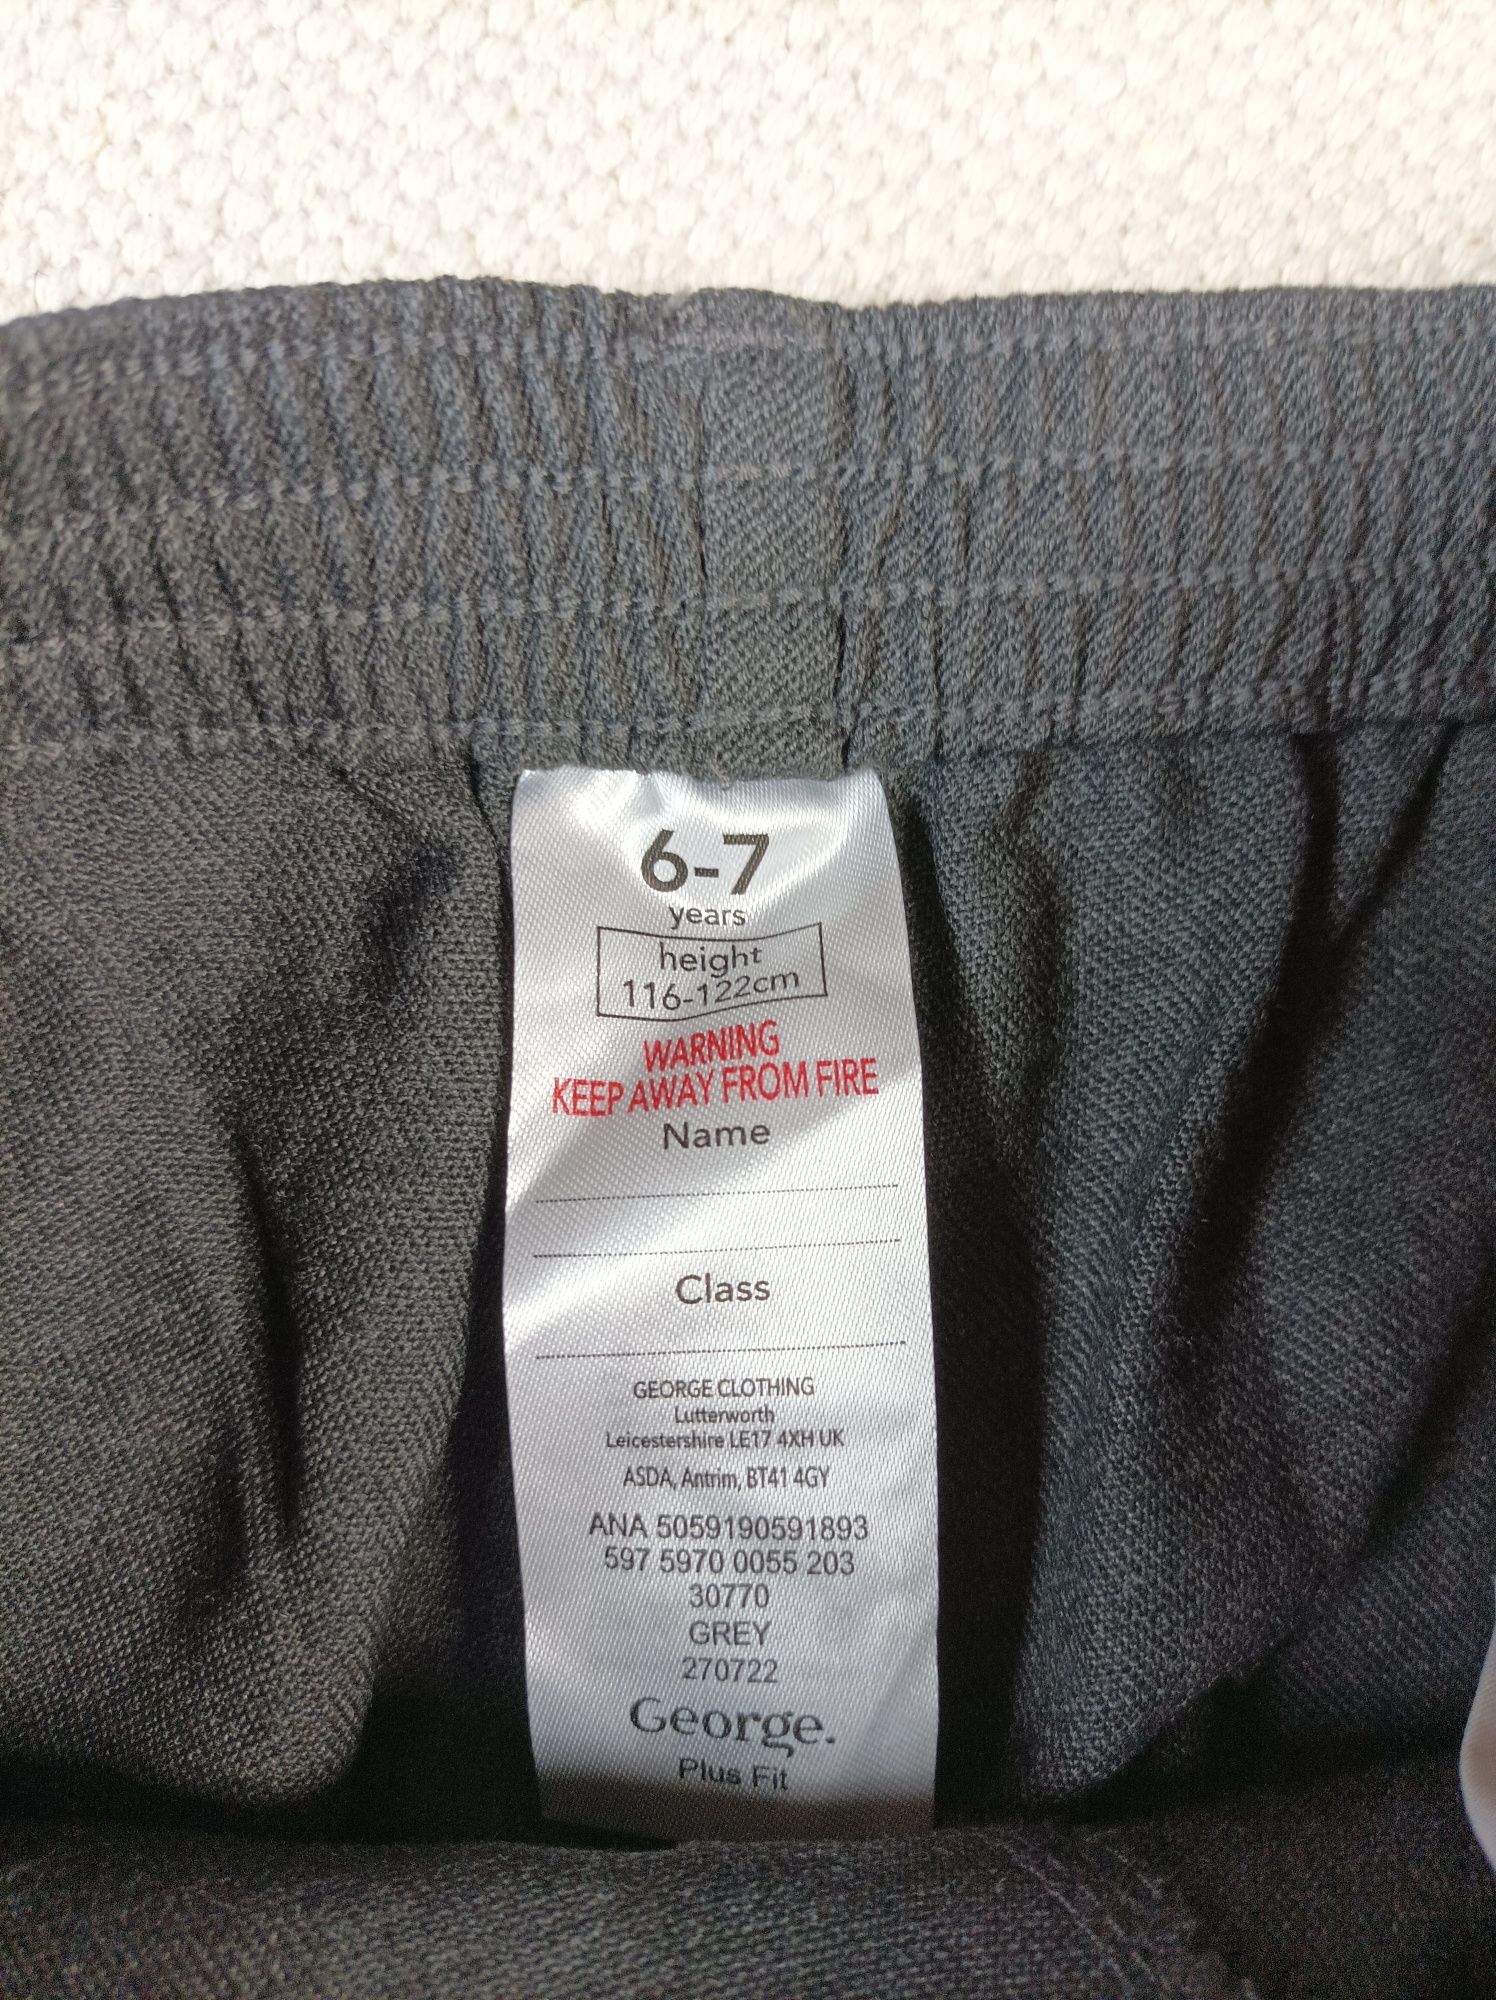 6-7
years
height
116-122cm
WARNING
KEEP AWAY FROM FIRE
Name
Class
GEORGE CLOTHING
Lutterworth
Leicestershire LE17 4XH UK
ASDA, Antrim, BT41 4GY
ANA 5059190591893
597 5970 0055 203
30770
GREY
270722
George.
Plus Fit